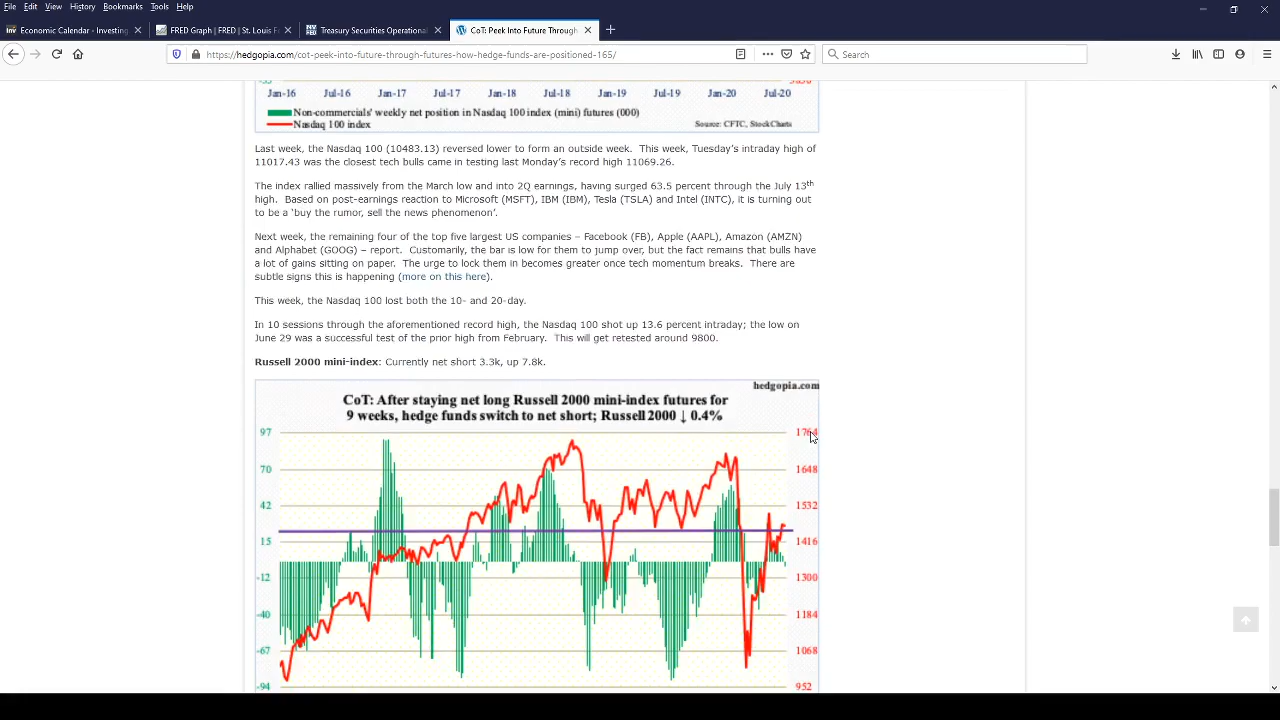 File Edit View History Bookmarks Tools Help
Economic Calendar - Investing
FRED Graph | FRED | St. Louis F
Treasury Securities Operational
CoT: Peek Into Future Through
https://hedgopia.com/cot-peek-into-future-through-futures-how-hedge-funds-are-positioned-165/
Search
Jan-16 Jul-16 Jan-17 Jul-17 Jan-18 Jul-18 Jan-19 Jul-19 Jan-20 Jul-20
Non-commercials' weekly net position in Nasdaq 100 index (mini) futures (000)
Nasdaq 100 index
Source: CFTC, StockCharts
Last week, the Nasdaq 100 (10483.13) reversed lower to form an outside week. This week, Tuesday's intraday high of
11017.43 was the closest tech bulls came in testing last Monday's record high 11069.26.
The index rallied massively from the March low and into 2Q earnings, having surged 63.5 percent through the July 13th
high. Based on post-earnings reaction to Microsoft (MSFT), IBM (IBM), Tesla (TSLA) and Intel (INTC), it is turning out
to be a 'buy the rumor, sell the news phenomenon'.
Next week, the remaining four of the top five largest US companies – Facebook (FB), Apple (AAPL), Amazon (AMZN)
and Alphabet (GOOG) – report. Customarily, the bar is low for them to jump over, but the fact remains that bulls have
a lot of gains sitting on paper. The urge to lock them in becomes greater once tech momentum breaks. There are
subtle signs this is happening (more on this here).
This week, the Nasdaq 100 lost both the 10- and 20-day.
In 10 sessions through the aforementioned record high, the Nasdaq 100 shot up 13.6 percent intraday; the low on
June 29 was a successful test of the prior high from February. This will get retested around 9800.
Russell 2000 mini-index: Currently net short 3.3k, up 7.8k.
hedgopia.com
CoT: After staying net long Russell 2000 mini-index futures for
9 weeks, hedge funds switch to net short; Russell 2000 ↓ 0.4%
97 1764
70 1648
42 1532
15 1416
-12 1300
-40 1184
-67 1068
-94 952